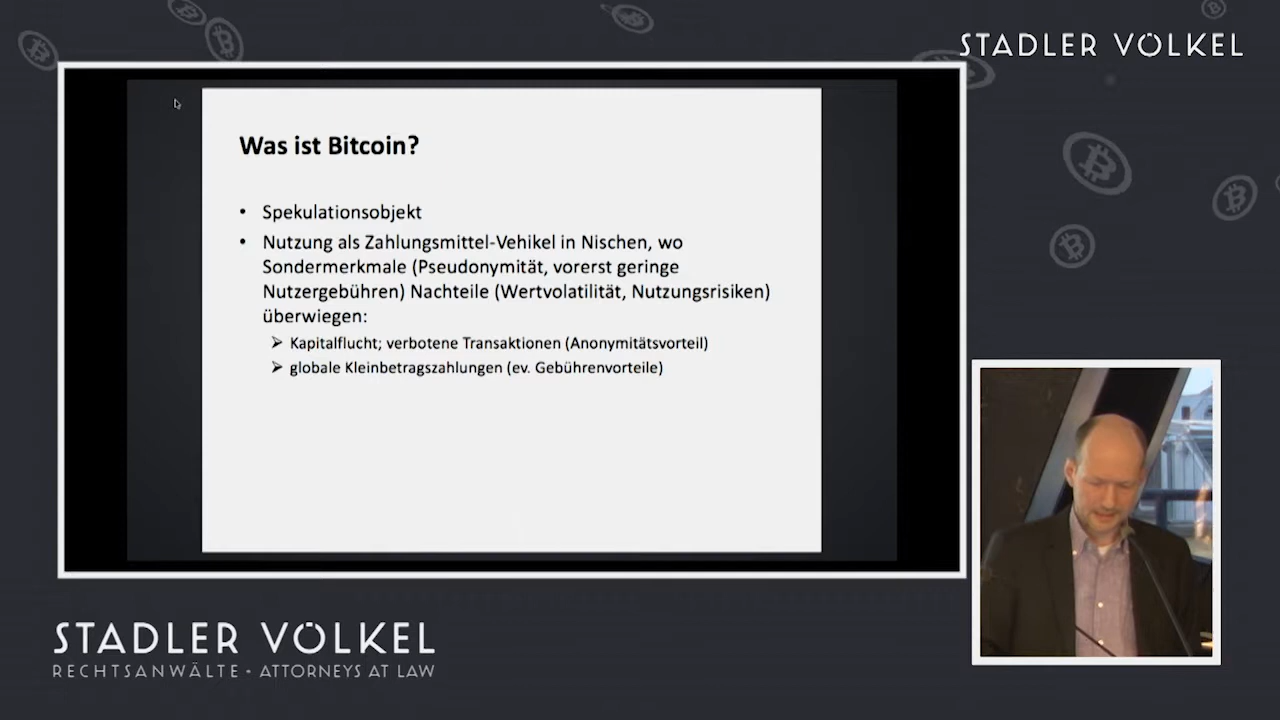 STADLER VÖLKEL
Was ist Bitcoin?
• Spekulationsobjekt
• Nutzung als Zahlungsmittel-Vehikel in Nischen, wo
Sondermerkmale (Pseudonymität, vorerst geringe
Nutzergebühren) Nachteile (Wertvolatilität, Nutzungsrisiken)
überwiegen:
➢ Kapitalflucht; verbotene Transaktionen (Anonymitätsvorteil)
➢ globale Kleinbetragszahlungen (ev. Gebührenvorteile)
STADLER VÖLKEL
RECHTSANWÄLTE - ATTORNEYS AT LAW